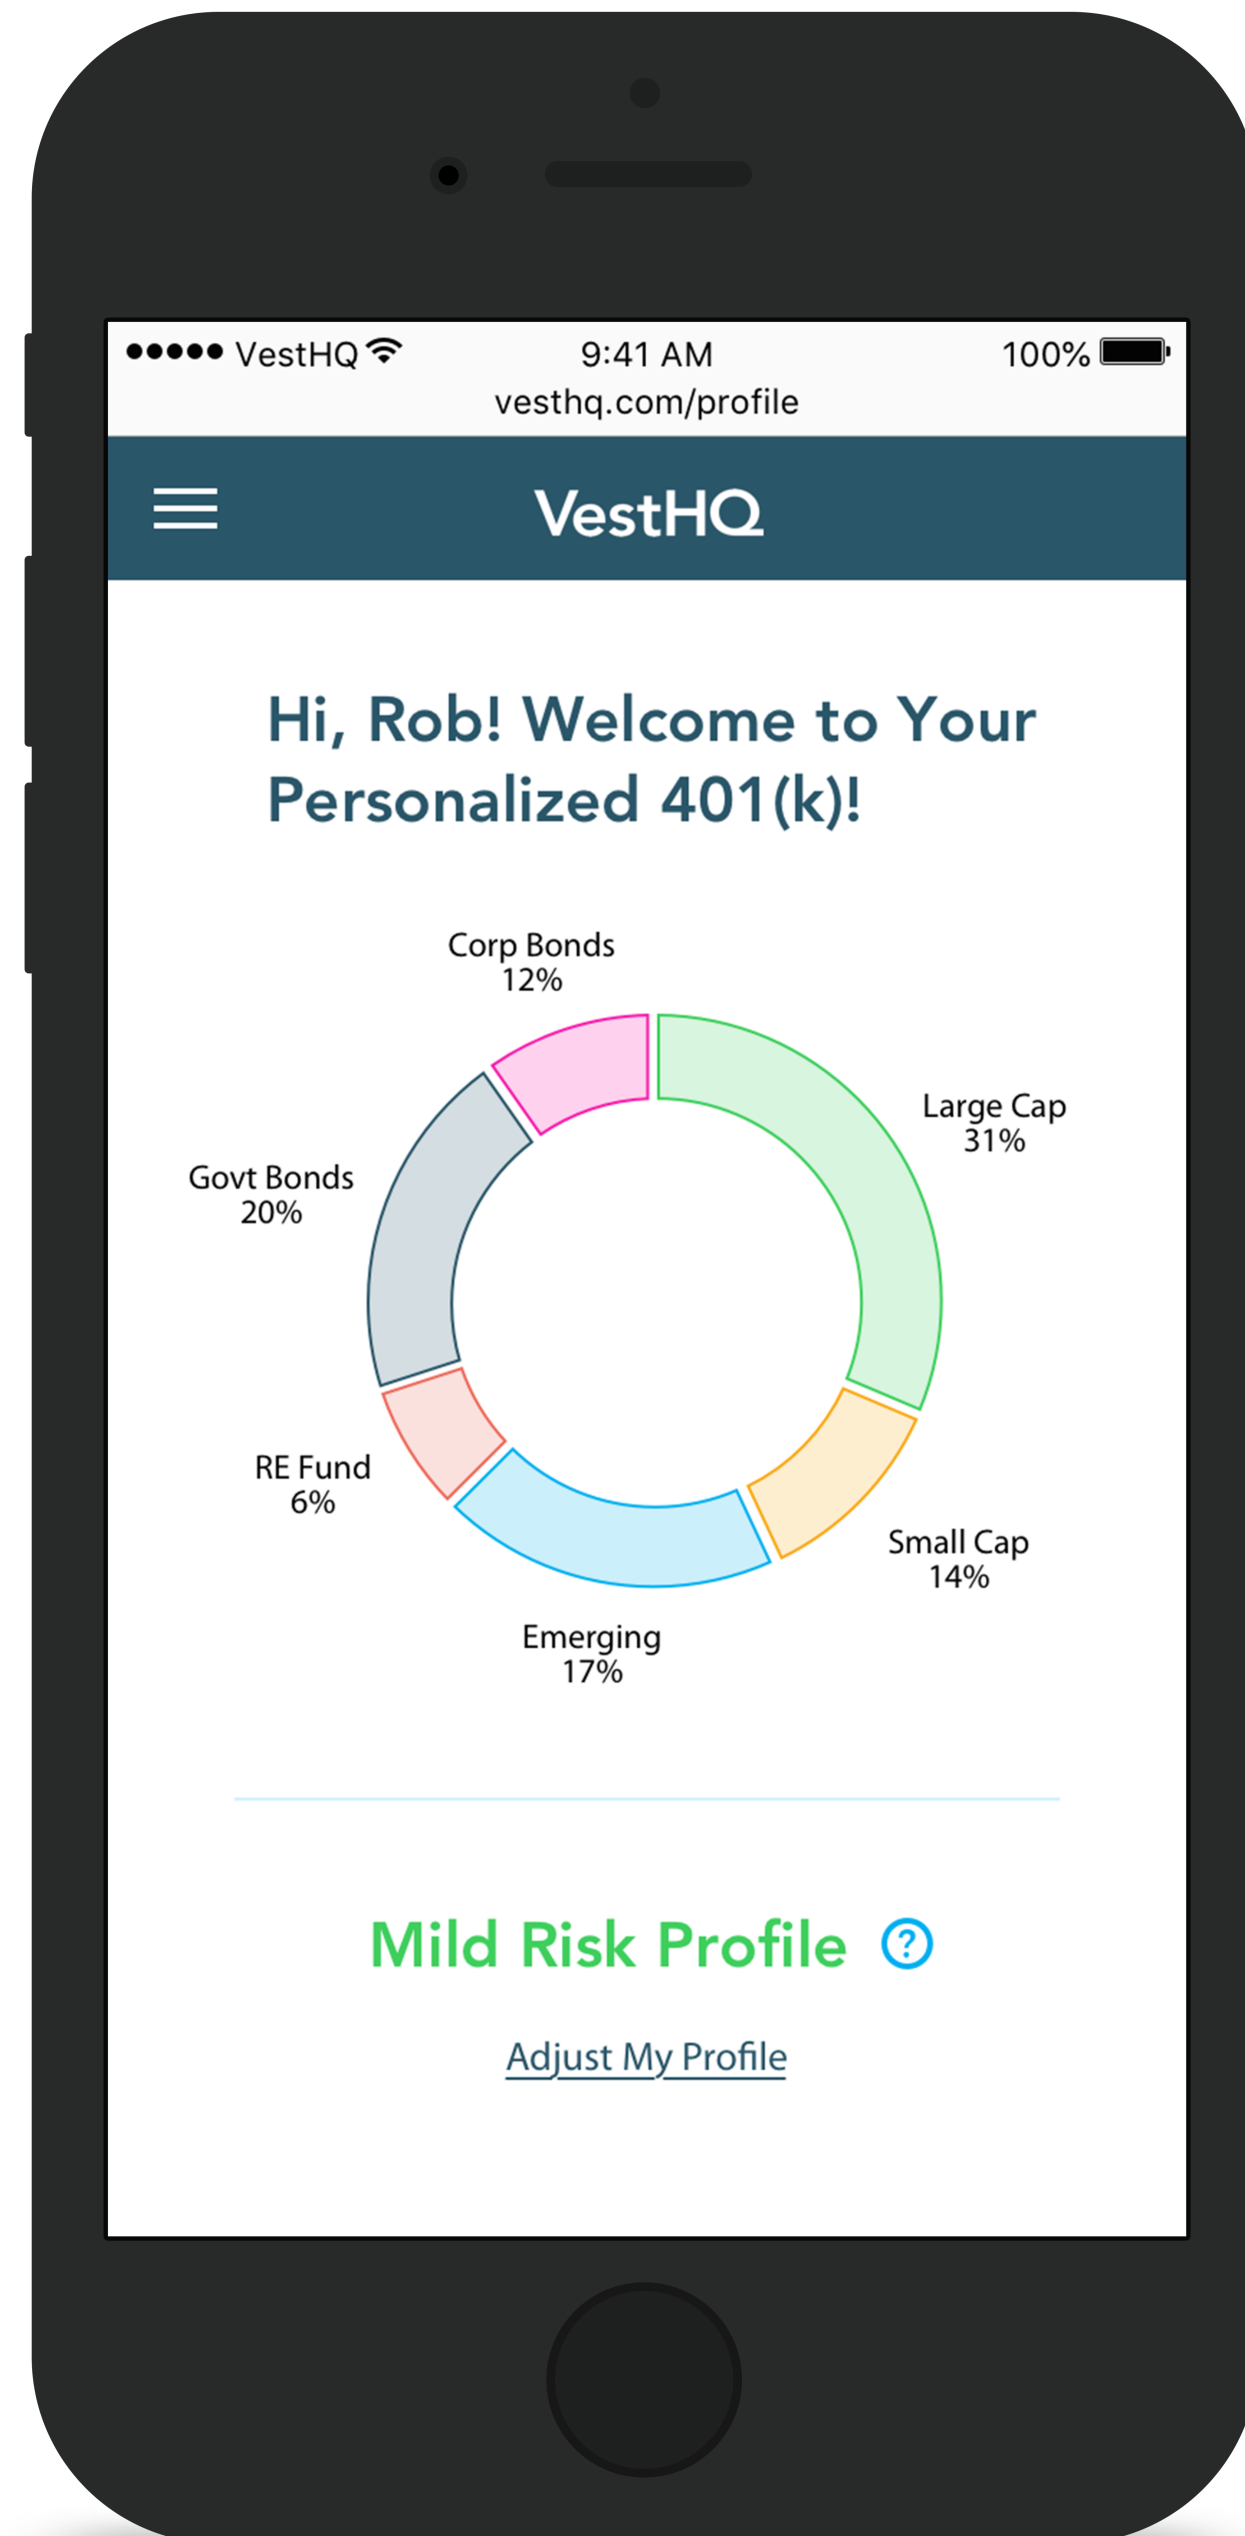 VestHQ 9:41 AM 100%
vesthq.com/profile
VestHQ
Hi, Rob! Welcome to Your
Personalized 401(k)!
Corp Bonds
12%
Large Cap
31%
Govt Bonds
20%
RE Fund
6%
Small Cap
14%
Emerging
17%
Mild Risk Profile ?
Adjust My Profile